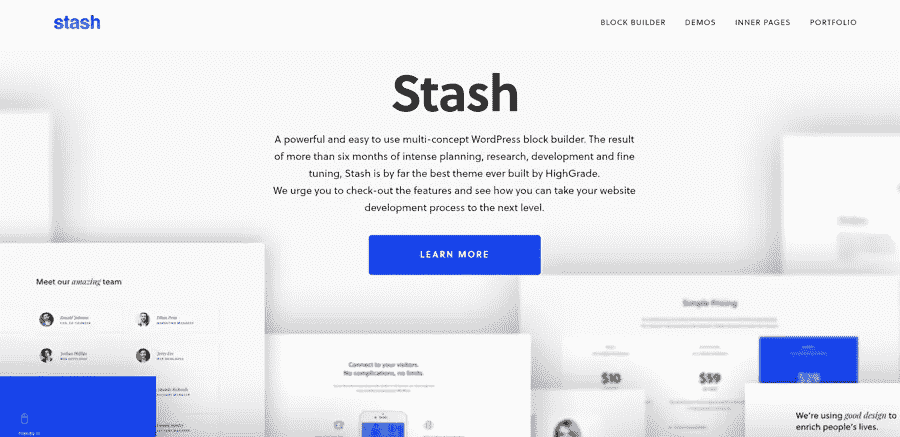 stash
BLOCK BUILDER DEMOS INNER PAGES PORTFOLIO
Stash
A powerful and easy to use multi-concept WordPress block builder. The result
of more than six months of intense planning, research, development and fine
tuning, Stash is by far the best theme ever built by HighGrade.
We urge you to check-out the features and see how you can take your website
development process to the next level.
LEARN MORE
Meet our amazing team
Simple Pricing
Connect to your visitors.
No complications, no limits.
$10 $59 $29
We're using good design to
enrich people's lives.